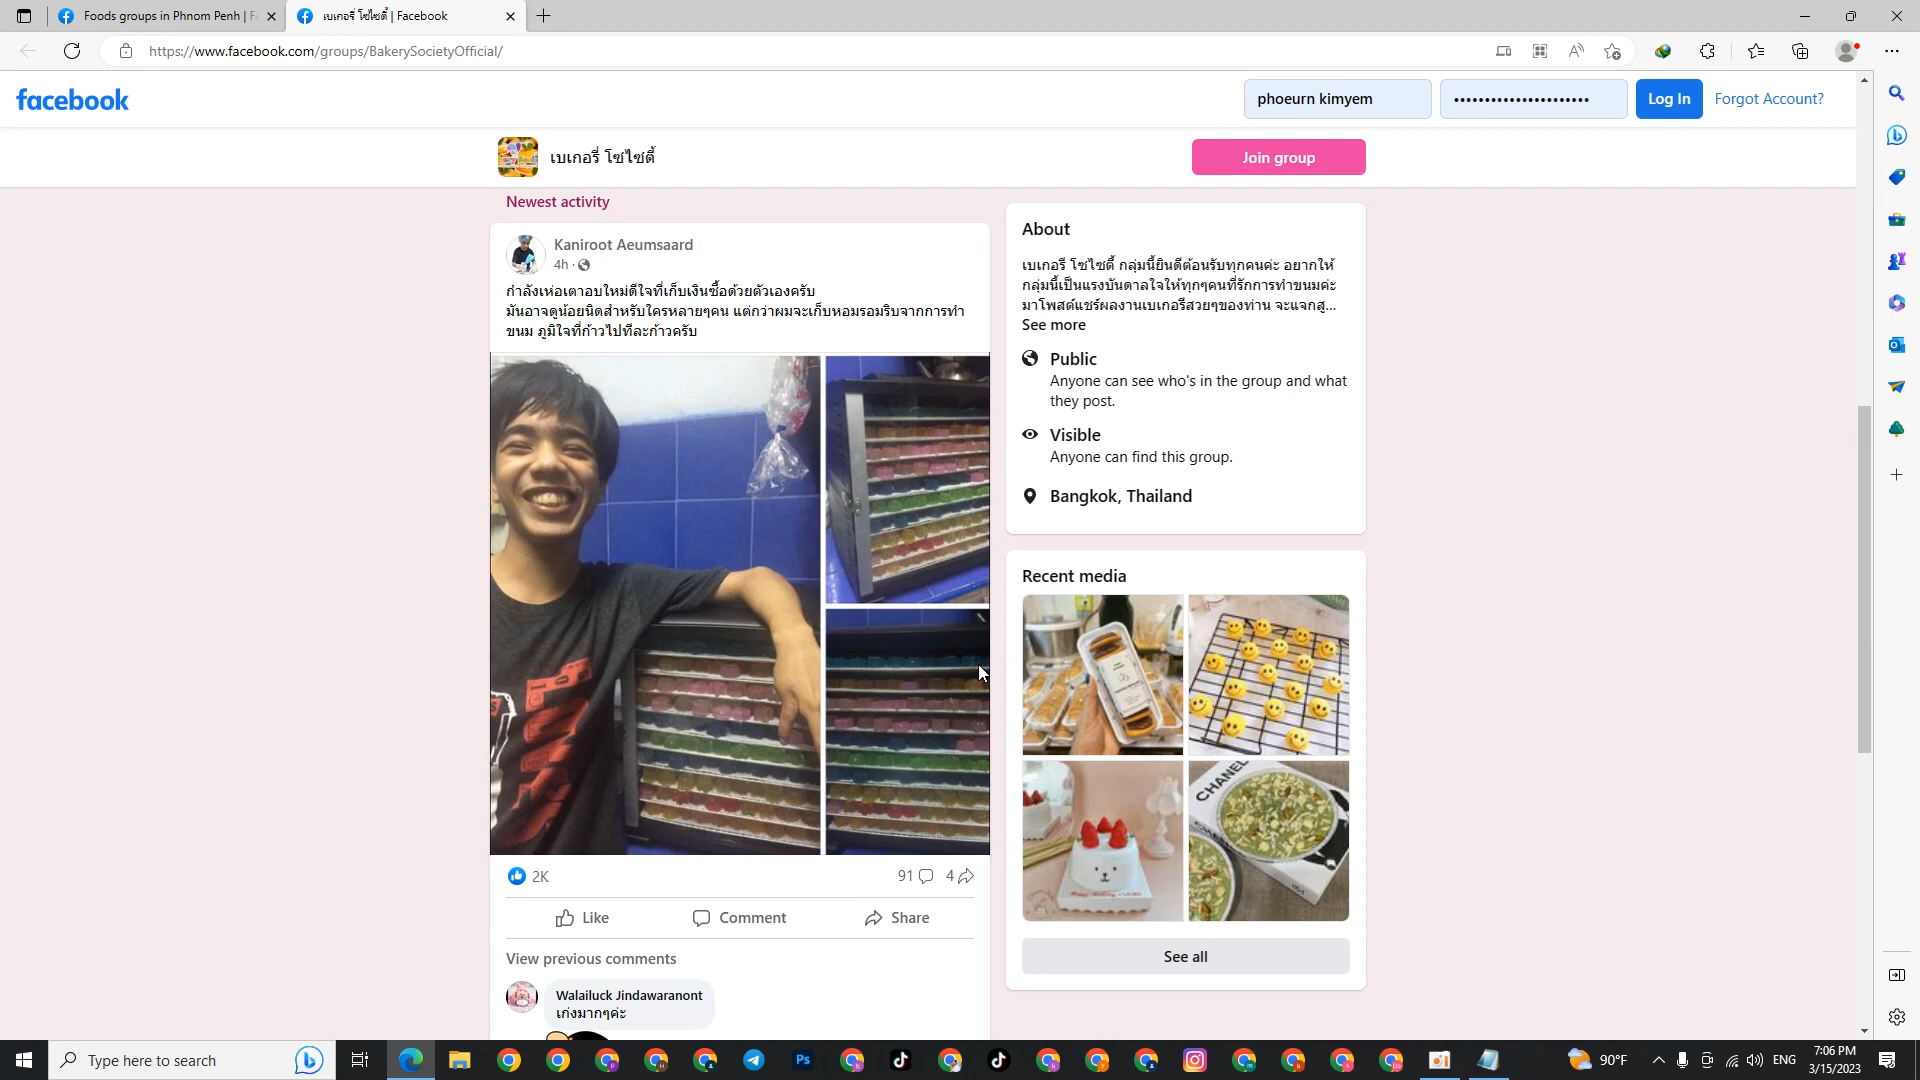 Foods groups in Phnom Penh | F
เบเกอรี่ โซไซตี้ | Facebook
https://www.facebook.com/groups/BakerySocietyOfficial/
facebook
phoeurn kimyem
Log In
Forgot Account?
เบเกอรี่ โซไซตี้
Join group
Newest activity
Kaniroot Aeumsaard
4h ·
กำลังเห่อเตาอบใหม่ดีใจที่เก็บเงินซื้อด้วยตัวเองครับ
มันอาจดูน้อยนิดสำหรับใครหลายๆคน แต่กว่าผมจะเก็บหอมรอมริบจากการทำ
ขนม ภูมิใจที่ก้าวไปทีละก้าวครับ
2K
91
4
Like
Comment
Share
View previous comments
Walailuck Jindawaranont
เก่งมากๆค่ะ
About
เบเกอรี่ โซไซตี้ กลุ่มนี้ยินดีต้อนรับทุกคนค่ะ อยากให้
กลุ่มนี้เป็นแรงบันดาลใจให้ทุกๆคนที่รักการทำขนมค่ะ
มาโพสต์แชร์ผลงานเบเกอรี่สวยๆของท่าน จะแจกสู...
See more
Public
Anyone can see who's in the group and what
they post.
Visible
Anyone can find this group.
Bangkok, Thailand
Recent media
CHANEL
See all
Type here to search
90°F
ENG
7:06 PM
3/15/2023